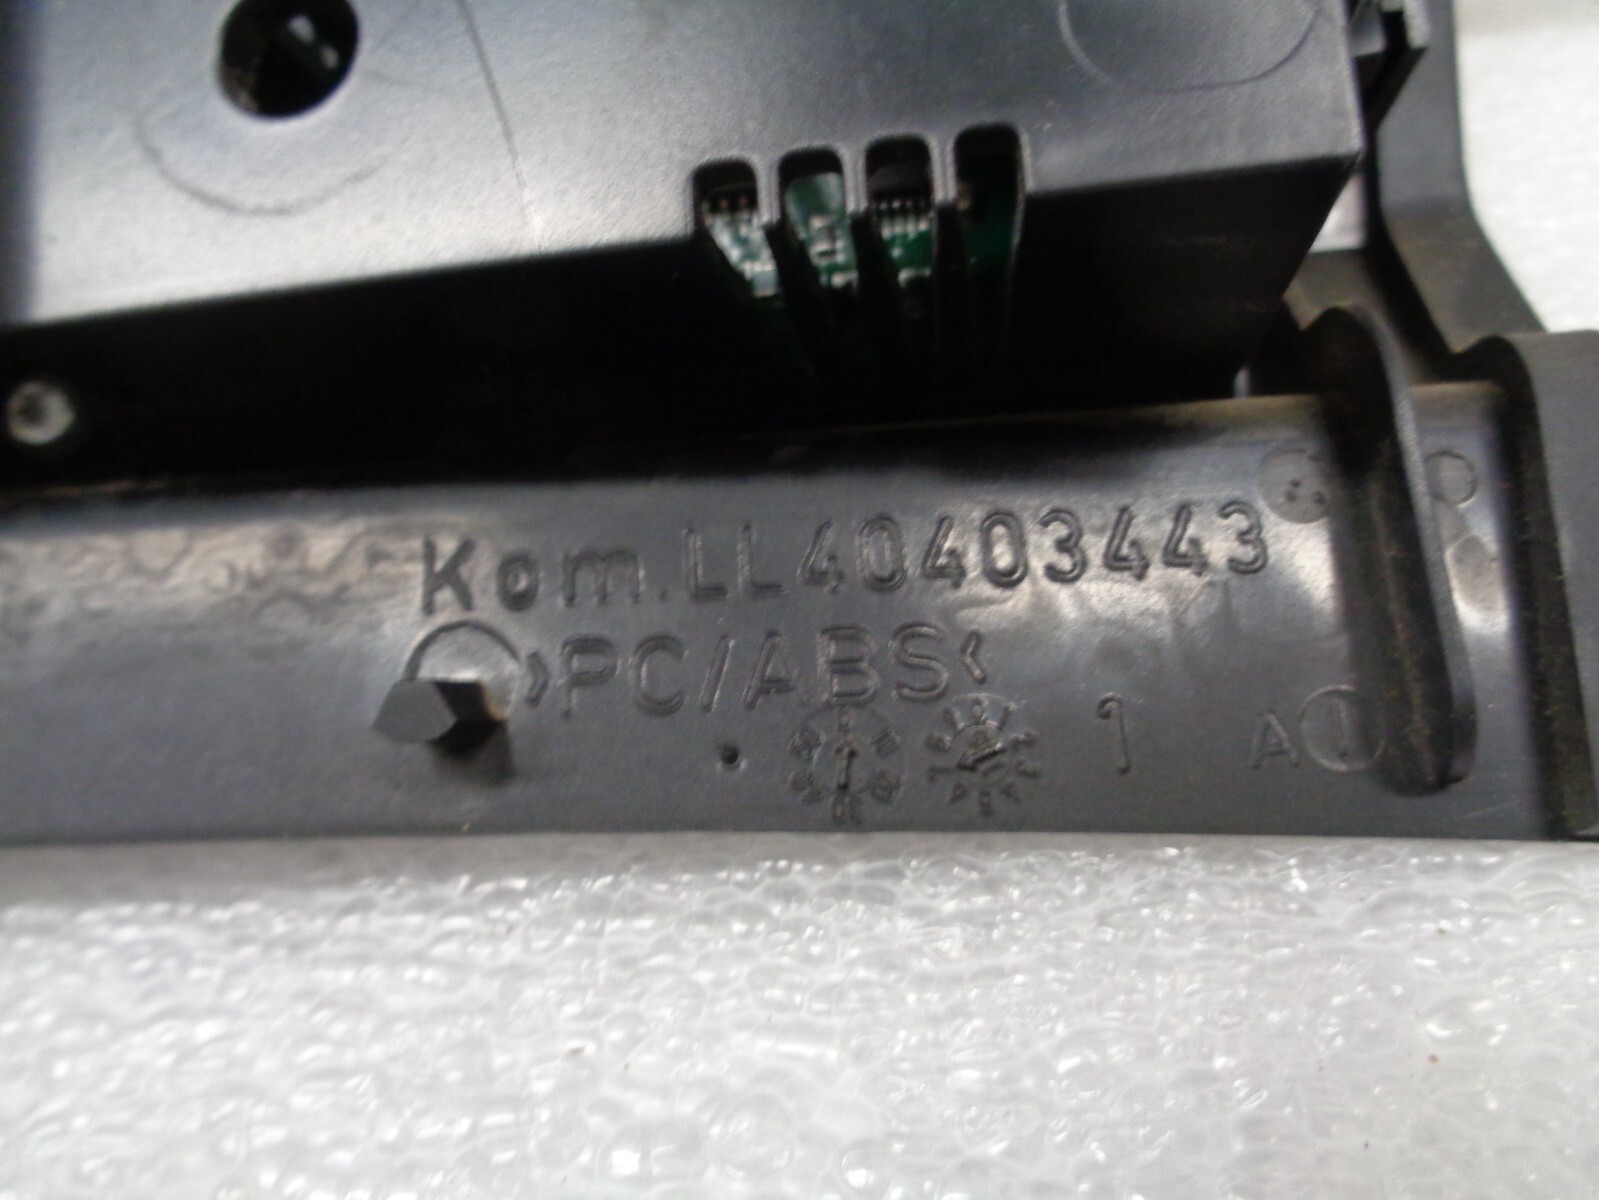 Kom.LL40403443
>PC/ABS<
1 A